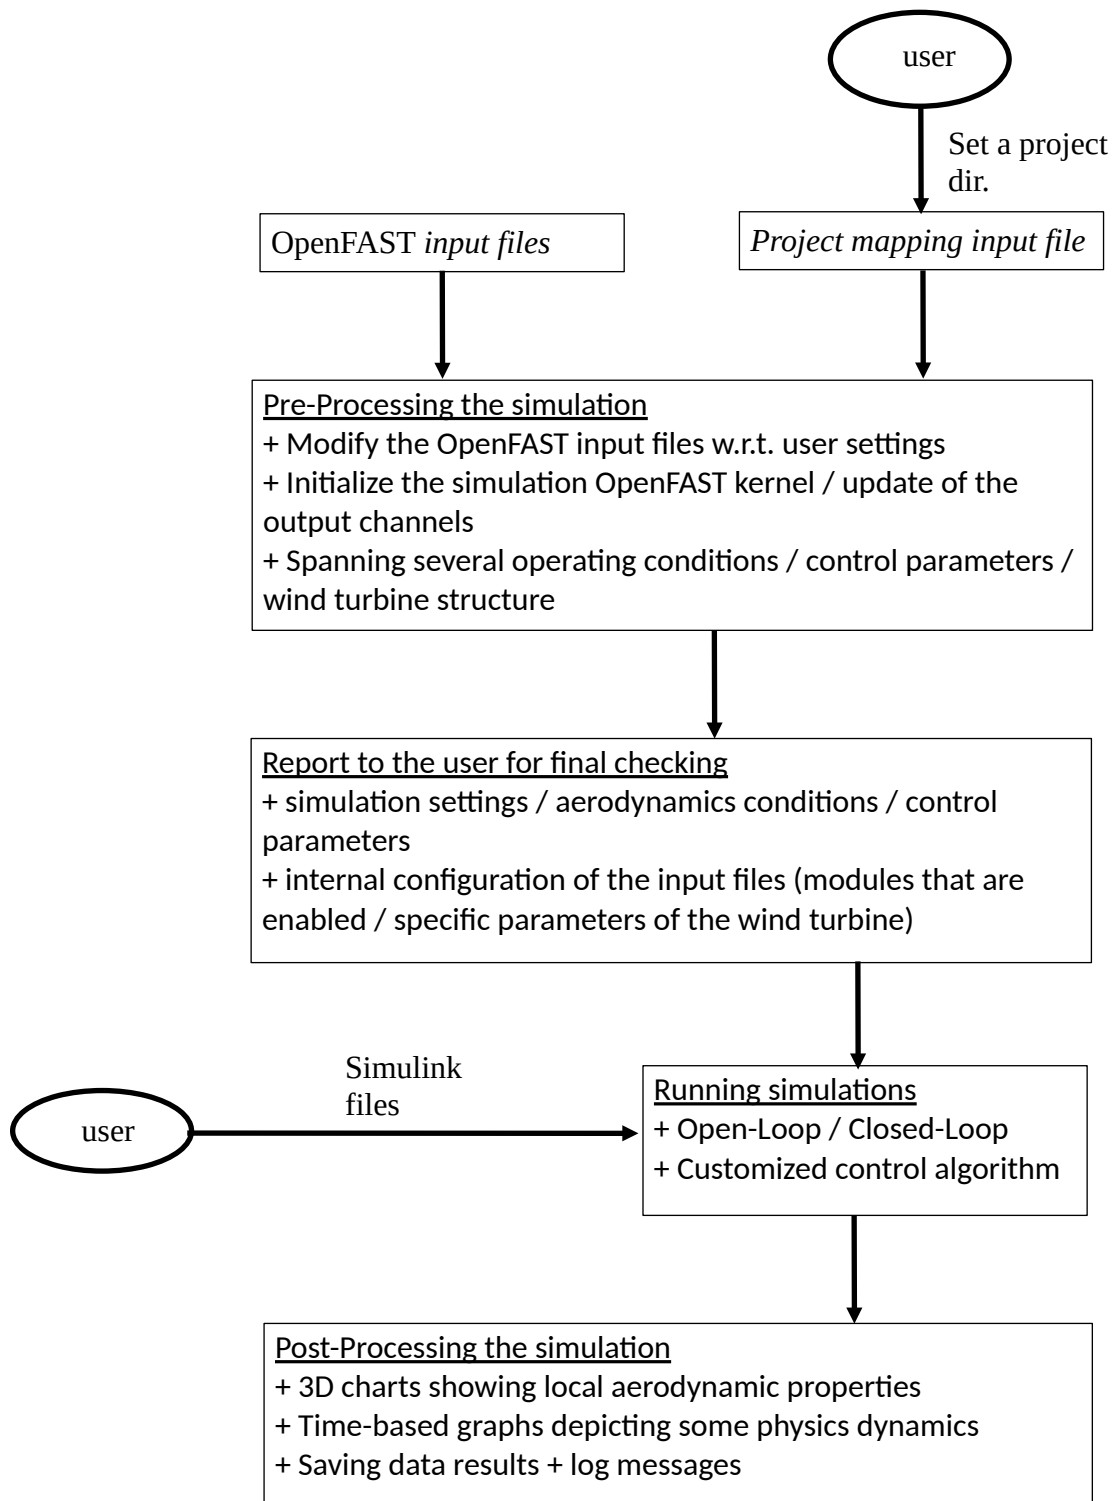 user
Set a project
dir.
OpenFAST input files
Project mapping input file
Pre-Processing the simulation
+ Modify the OpenFAST input files w.r.t. user settings
+ Initialize the simulation OpenFAST kernel / update of the
output channels
+ Spanning several operating conditions / control parameters /
wind turbine structure
Report to the user for final checking
+ simulation settings / aerodynamics conditions / control
parameters
+ internal configuration of the input files (modules that are
enabled / specific parameters of the wind turbine)
Simulink
files
user
Running simulations
+ Open-Loop / Closed-Loop
+ Customized control algorithm
Post-Processing the simulation
+ 3D charts showing local aerodynamic properties
+ Time-based graphs depicting some physics dynamics
+ Saving data results + log messages